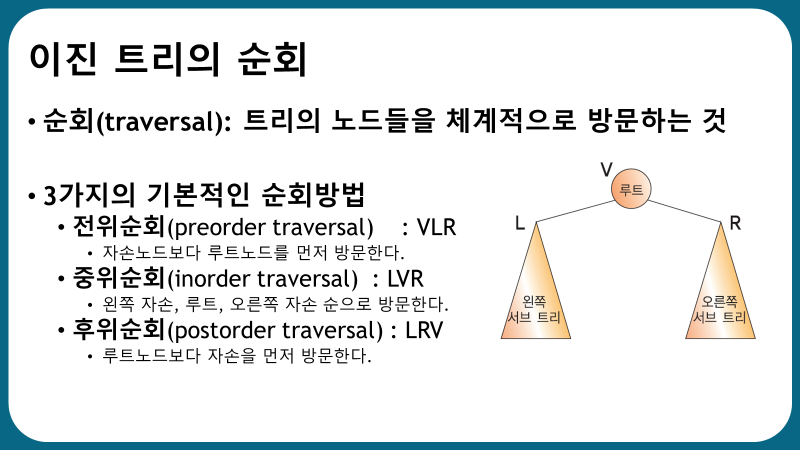 이진 트리의 순회
• 순회(traversal): 트리의 노드들을 체계적으로 방문하는 것
• 3가지의 기본적인 순회방법
• 전위순회(preorder traversal) : VLR
• 자손노드보다 루트노드를 먼저 방문한다.
• 중위순회(inorder traversal) : LVR
• 왼쪽 자손, 루트, 오른쪽 자손 순으로 방문한다.
• 후위순회(postorder traversal) : LRV
• 루트노드보다 자손을 먼저 방문한다.
V
루트
L
R
왼쪽
서브 트리
오른쪽
서브 트리